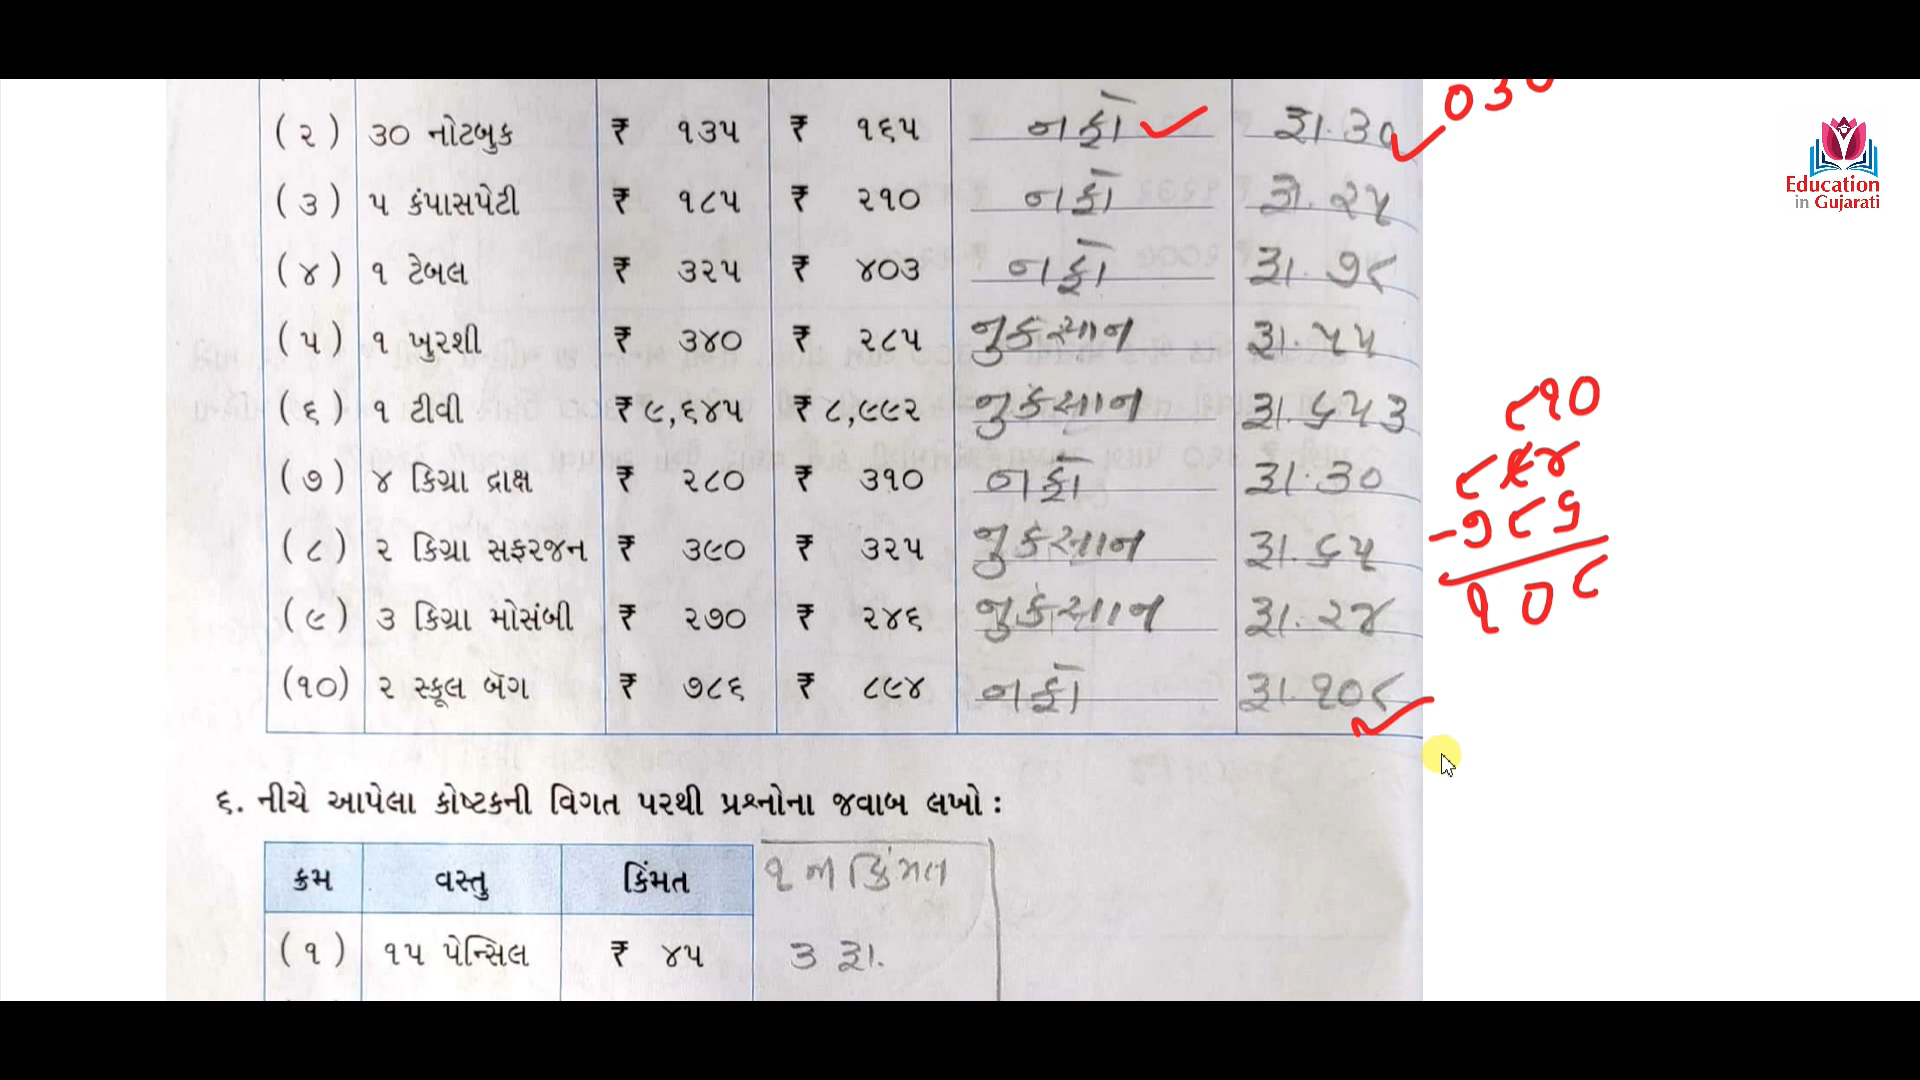 ૦૩૦
(૨) ૩૦ નોટબુક ₹ ૧૩૫ ₹ ૧૬૫ નફો રૂા.૩૦
(૩) ૫ કંપાસપેટી ₹ ૧૮૫ ₹ ૨૧૦ નફો રૂા.૨૫
(૪) ૧ ટેબલ ₹ ૩૨૫ ₹ ૪૦૩ નફો રૂા.૭૮
(૫) ૧ ખુરશી ₹ ૩૪૦ ₹ ૨૮૫ નુકસાન રૂા.૫૫
(૬) ૧ ટીવી ₹ ૯,૬૪૫ ₹ ૮,૯૯૨ નુકસાન રૂા.૬૫૩
(૭) ૪ કિગ્રા દ્રાક્ષ ₹ ૨૮૦ ₹ ૩૧૦ નફો રૂા.૩૦
(૮) ૨ કિગ્રા સફરજન ₹ ૩૯૦ ₹ ૩૨૫ નુકસાન રૂા.૬૫
(૯) ૩ કિગ્રા મોસંબી ₹ ૨૭૦ ₹ ૨૪૬ નુકસાન રૂા.૨૪
(૧૦) ૨ સ્કૂલ બૅગ ₹ ૭૮૬ ₹ ૮૯૪ નફો રૂા.૧૦૮
૮૧૦
૮૯૪
-૭૮૬
૧૦૮
Education
in Gujarati
૬. નીચે આપેલા કોષ્ટકની વિગત પરથી પ્રશ્નોના જવાબ લખો :
ક્રમ વસ્તુ કિંમત ૧ ન કિંમત
(૧) ૧૫ પેન્સિલ ₹ ૪૫ ૩ રૂા.